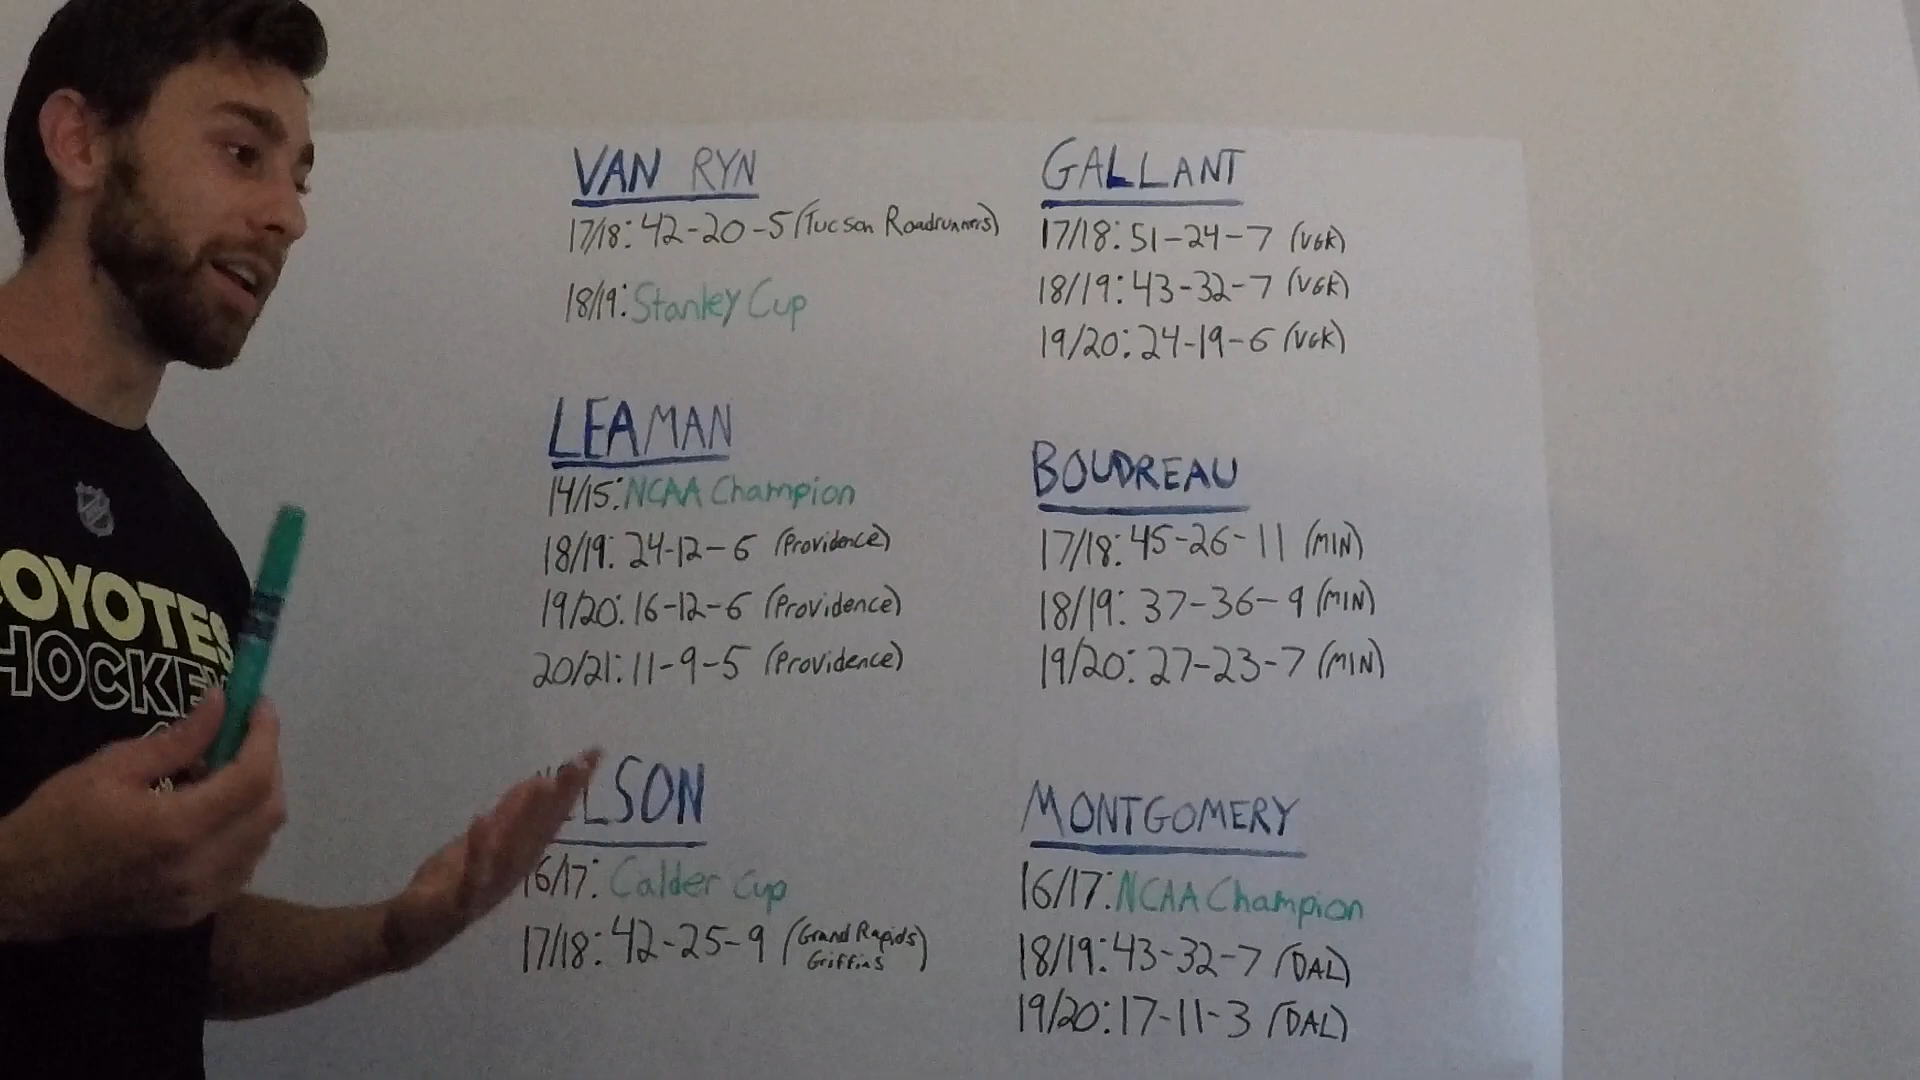 VAN RYN
17/18: 42-20-5 (Tucson Roadrunners)
18/19: Stanley Cup
LEAMAN
14/15: NCAA Champion
18/19: 24-12-6 (Providence)
19/20: 16-12-6 (Providence)
20/21: 11-9-5 (Providence)
16/17: Calder Cup
17/18: 42-25-9 (Grand Rapids
Griffins)
GALLANT
17/18: 51-24-7 (VGK)
18/19: 43-32-7 (VGK)
19/20: 24-19-6 (VGK)
BOUDREAU
17/18: 45-26-11 (MIN)
18/19: 37-36-9 (MIN)
19/20: 27-23-7 (MIN)
MONTGOMERY
16/17: NCAA Champion
18/19: 43-32-7 (DAL)
19/20: 17-11-3 (DAL)
OYOTES
HOCKEY